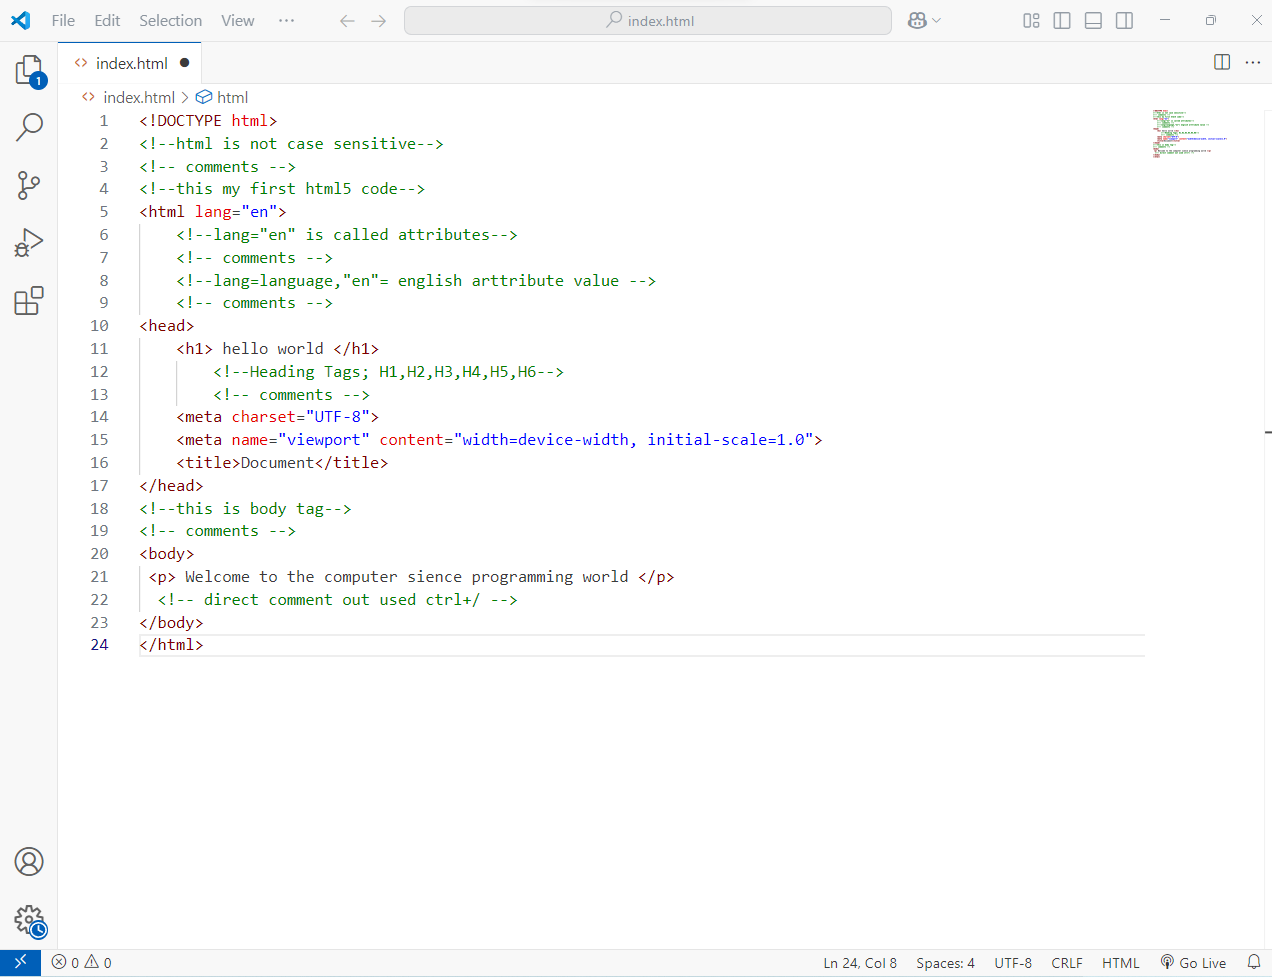 File Edit Selection View ··· index.html
index.html
1
index.html > html
1 <!DOCTYPE html>
2 <!--html is not case sensitive-->
3 <!-- comments -->
4 <!--this my first html5 code-->
5 <html lang="en">
6 <!--lang="en" is called attributes-->
7 <!-- comments -->
8 <!--lang=language,"en"= english arttribute value -->
9 <!-- comments -->
10 <head>
11 <h1> hello world </h1>
12 <!--Heading Tags; H1,H2,H3,H4,H5,H6-->
13 <!-- comments -->
14 <meta charset="UTF-8">
15 <meta name="viewport" content="width=device-width, initial-scale=1.0">
16 <title>Document</title>
17 </head>
18 <!--this is body tag-->
19 <!-- comments -->
20 <body>
21 <p> Welcome to the computer sience programming world </p>
22 <!-- direct comment out used ctrl+/ -->
23 </body>
24 </html>
0 0 Ln 24, Col 8 Spaces: 4 UTF-8 CRLF HTML Go Live